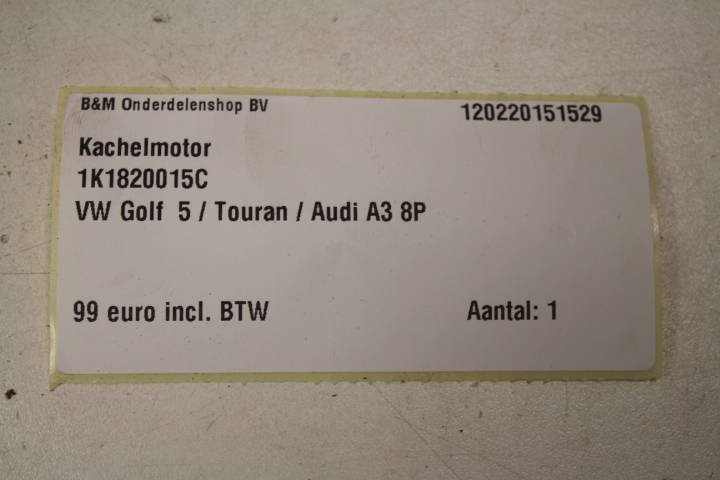 B&M Onderdelenshop BV
120220151529
Kachelmotor
1K1820015C
VW Golf 5 / Touran / Audi A3 8P
99 euro incl. BTW
Aantal: 1